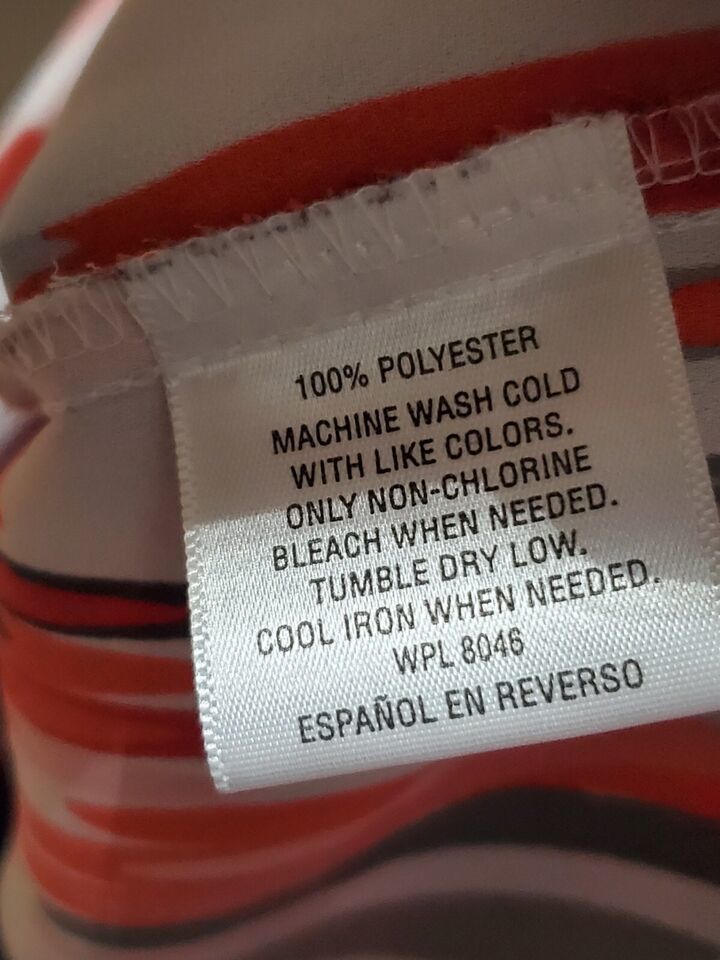 100% POLYESTER
MACHINE WASH COLD
WITH LIKE COLORS.
ONLY NON-CHLORINE
BLEACH WHEN NEEDED.
TUMBLE DRY LOW.
COOL IRON WHEN NEEDED.
WPL 8046
ESPAÑOL EN REVERSO